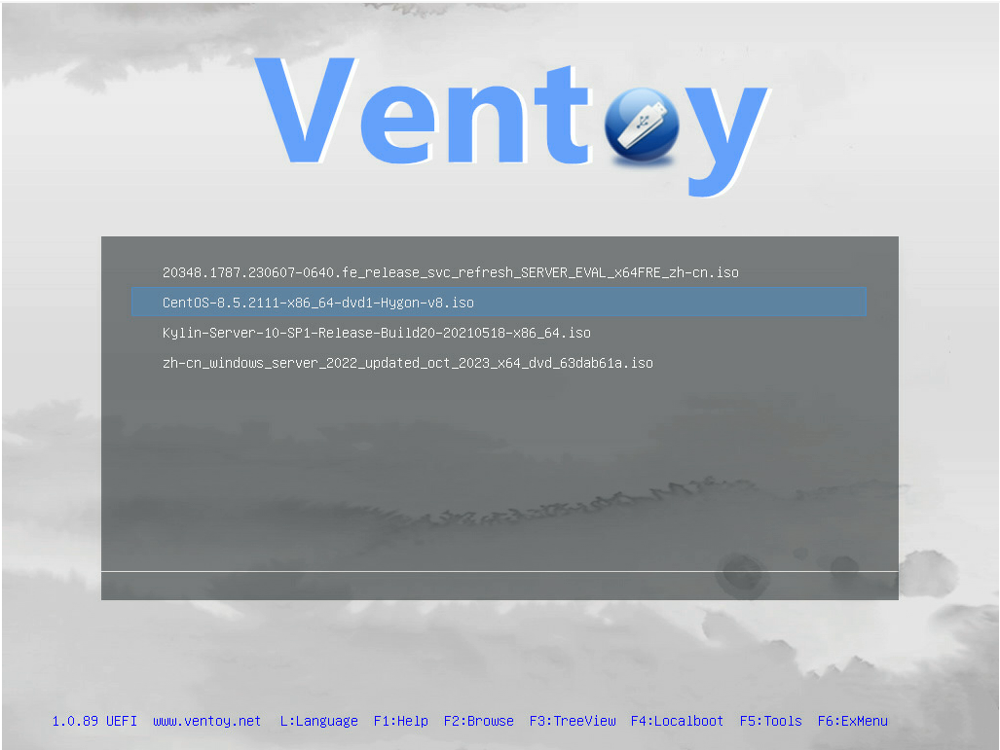 Ventoy
20348.1787.230607-0640.fe_release_svc_refresh_SERVER_EVAL_x64FRE_zh-cn.iso
CentOS-8.5.2111-x86_64-dvd1-Hygon-v8.iso
Kylin-Server-10-SP1-Release-Build20-20210518-x86_64.iso
zh-cn_windows_server_2022_updated_oct_2023_x64_dvd_63dab61a.iso
1.0.89 UEFI www.ventoy.net L:Language F1:Help F2:Browse F3:TreeView F4:Localboot F5:Tools F6:ExMenu